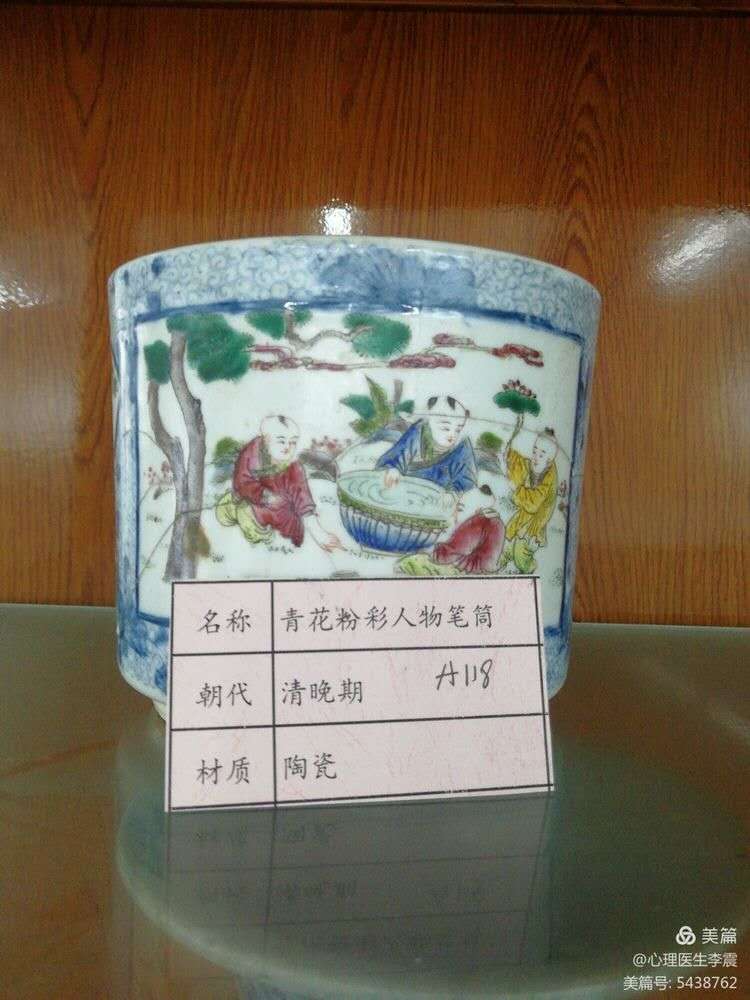 名称 青花粉彩人物笔筒
朝代 清晚期 A118
材质 陶瓷
美篇
@心理医生李震
美篇号: 5438762